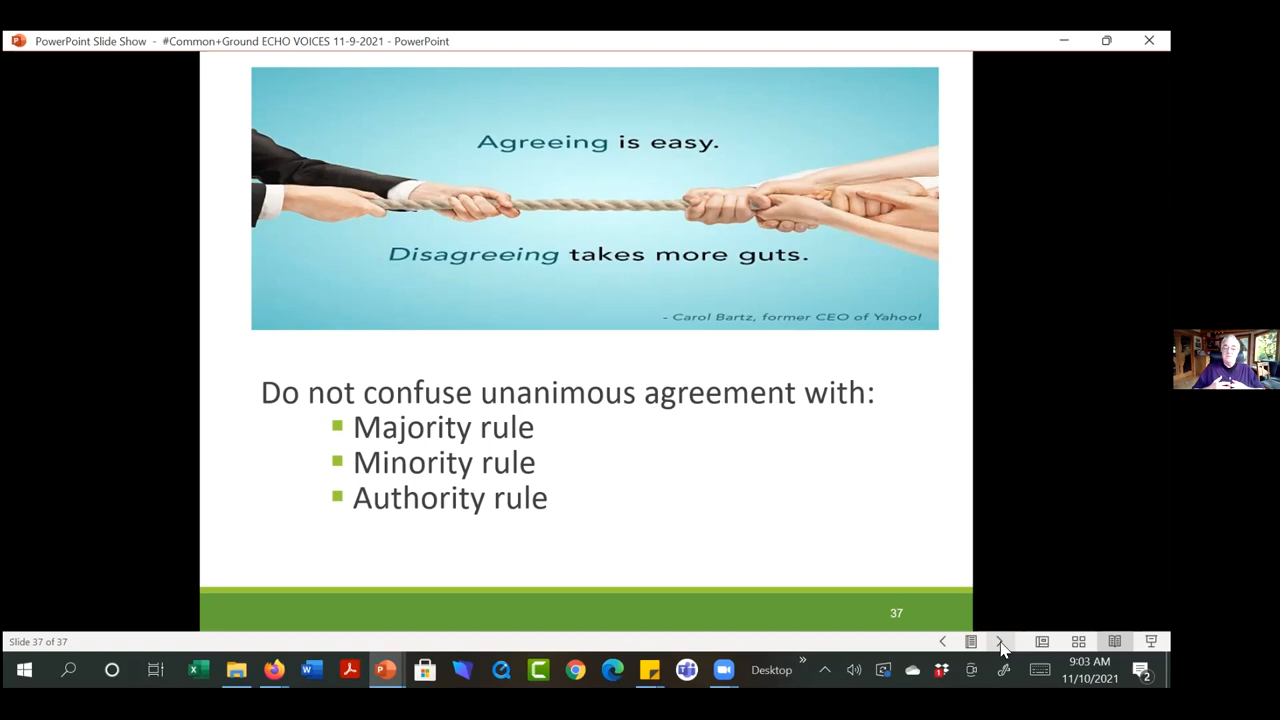 PowerPoint Slide Show - #Common+Ground ECHO VOICES 11-9-2021 - PowerPoint
Agreeing is easy.
Disagreeing takes more guts.
- Carol Bartz, former CEO of Yahoo!
Do not confuse unanimous agreement with:
Majority rule
Minority rule
Authority rule
37
Slide 37 of 37
Desktop
9:03 AM
11/10/2021
2